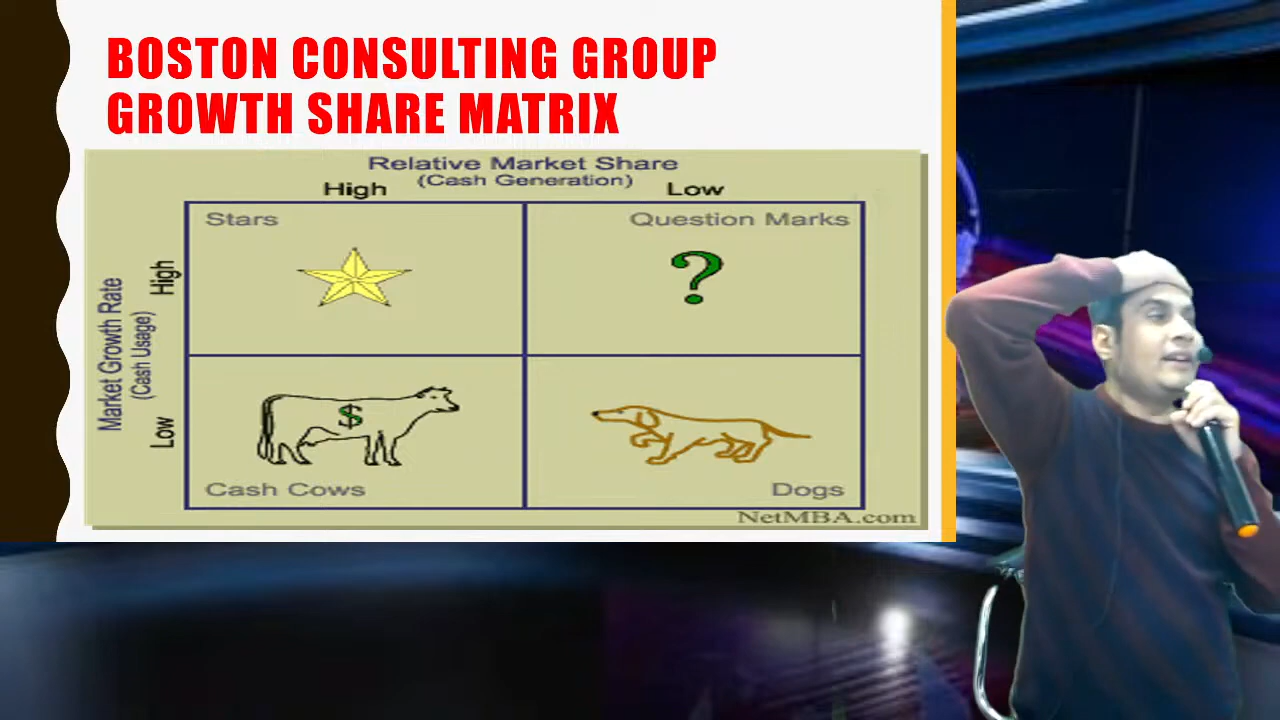 BOSTON CONSULTING GROUP
GROWTH SHARE MATRIX
Relative Market Share
(Cash Generation)
High
Low
Market Growth Rate
(Cash Usage)
High
Low
Stars
Question Marks
?
$
Cash Cows
Dogs
NetMBA.com